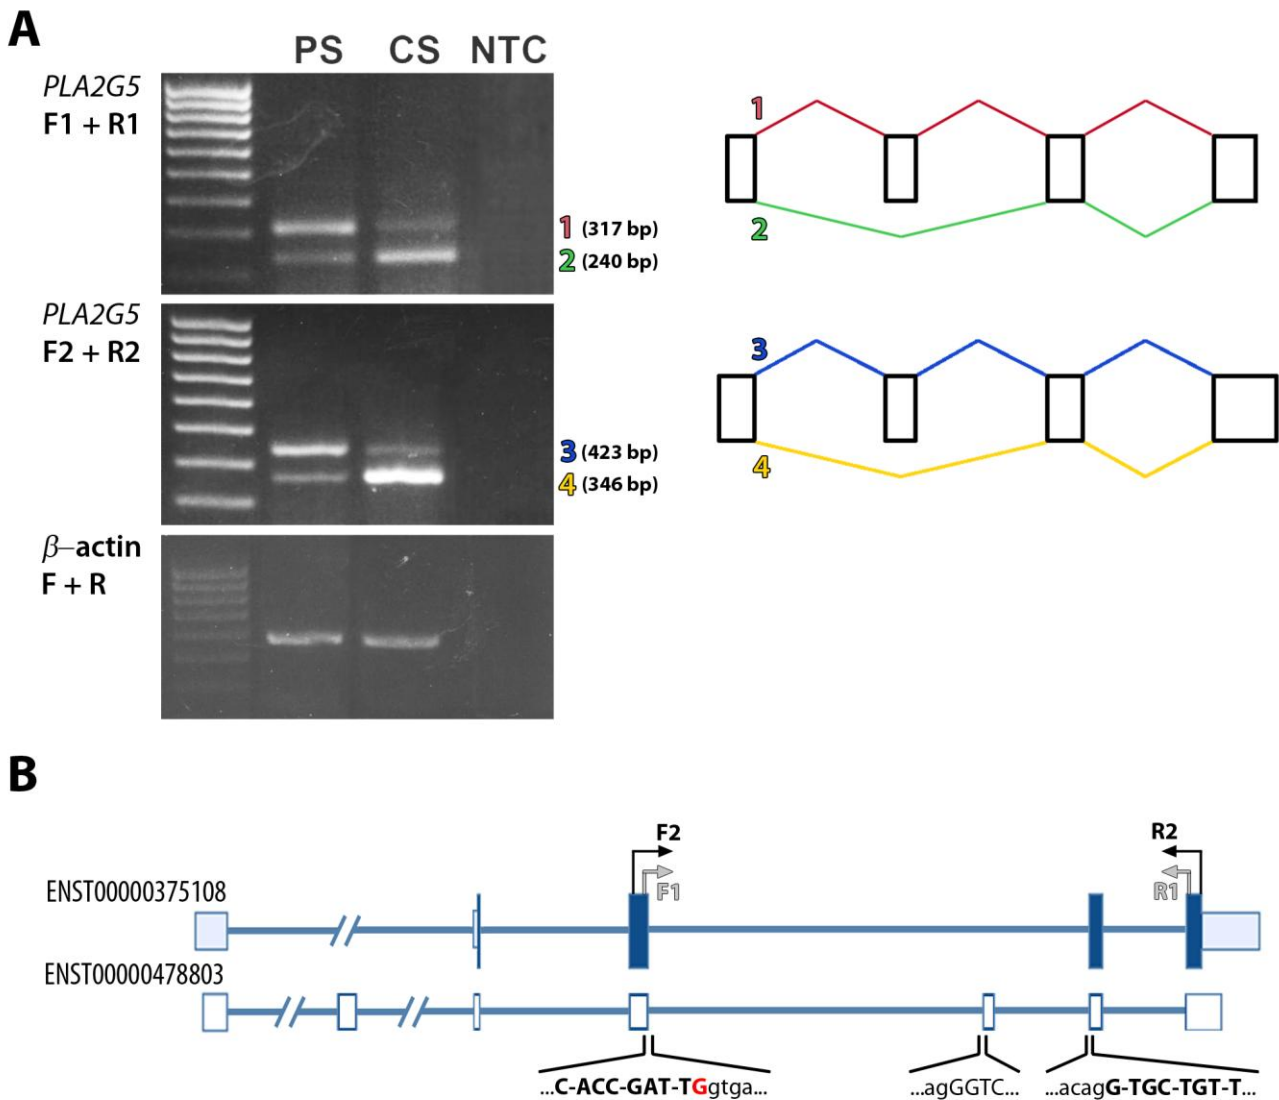 A
PS CS NTC
PLA2G5
F1 + R1
1 (317 bp)
2 (240 bp)
1
2
PLA2G5
F2 + R2
3 (423 bp)
4 (346 bp)
3
4
β–actin
F + R
B
F2
R2
F1
R1
ENST00000375108
ENST00000478803
...C-ACC-GAT-TGgtga...
...agGGTC...
...acagG-TGC-TGT-T...